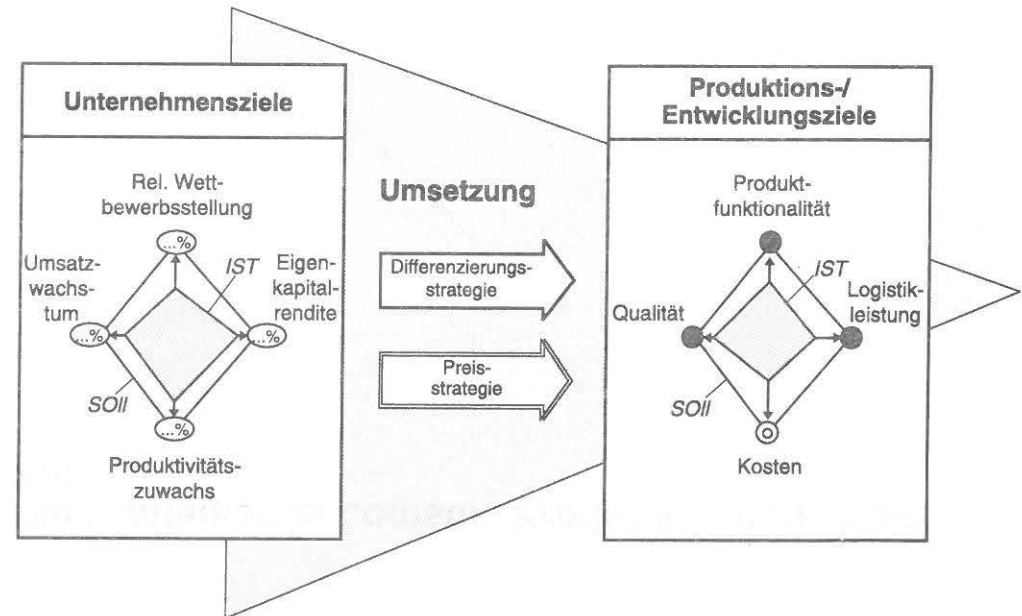 Unternehmensziele
Rel. Wett-
bewerbsstellung
...%
Umsatz-
wachs-
tum
IST
Eigen-
kapital-
rendite
...%
...%
SOll
...%
Produktivitäts-
zuwachs
Umsetzung
Differenzierungs-
strategie
Preis-
strategie
Produktions-/
Entwicklungsziele
Produkt-
funktionalität
IST
Qualität
Logistik-
leistung
SOll
Kosten